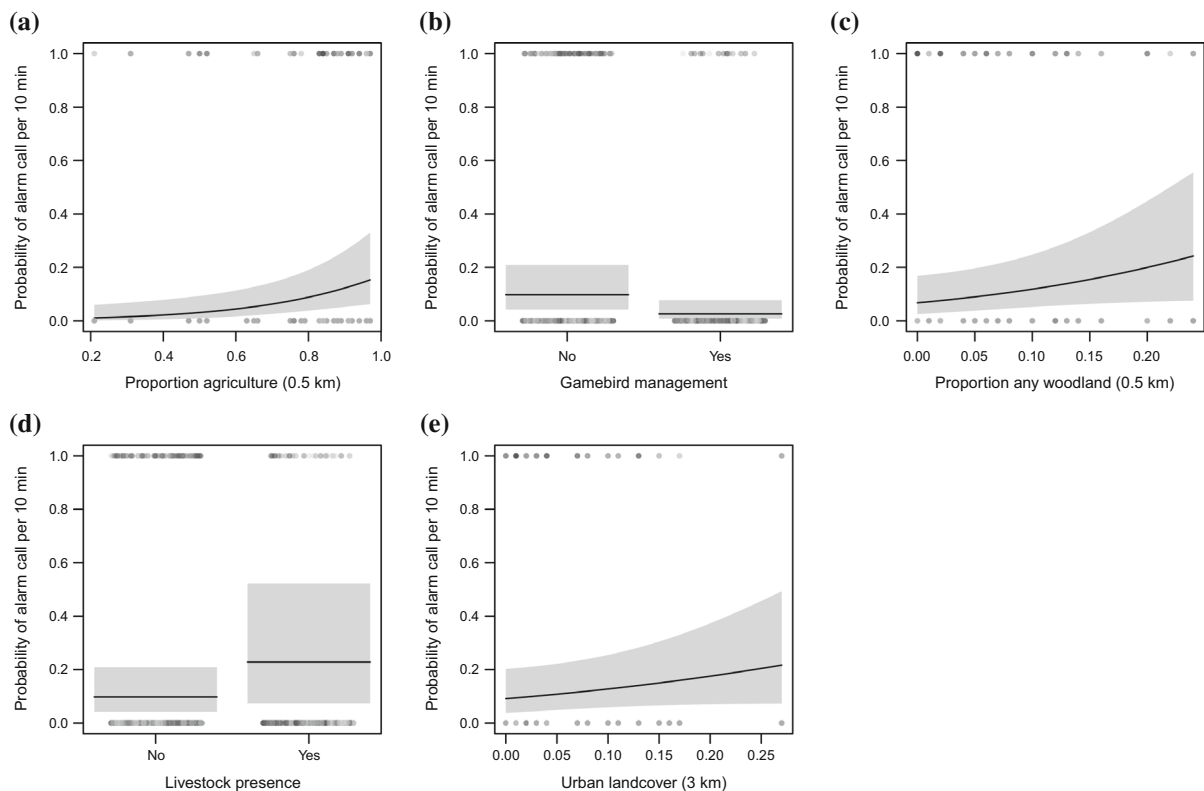 (a)
Probability of alarm call per 10 min
1.0
0.8
0.6
0.4
0.2
0.0
0.2 0.4 0.6 0.8 1.0
Proportion agriculture (0.5 km)
(b)
Probability of alarm call per 10 min
1.0
0.8
0.6
0.4
0.2
0.0
No Yes
Gamebird management
(c)
Probability of alarm call per 10 min
1.0
0.8
0.6
0.4
0.2
0.0
0.00 0.05 0.10 0.15 0.20
Proportion any woodland (0.5 km)
(d)
Probability of alarm call per 10 min
1.0
0.8
0.6
0.4
0.2
0.0
No Yes
Livestock presence
(e)
Probability of alarm call per 10 min
1.0
0.8
0.6
0.4
0.2
0.0
0.00 0.05 0.10 0.15 0.20 0.25
Urban landcover (3 km)